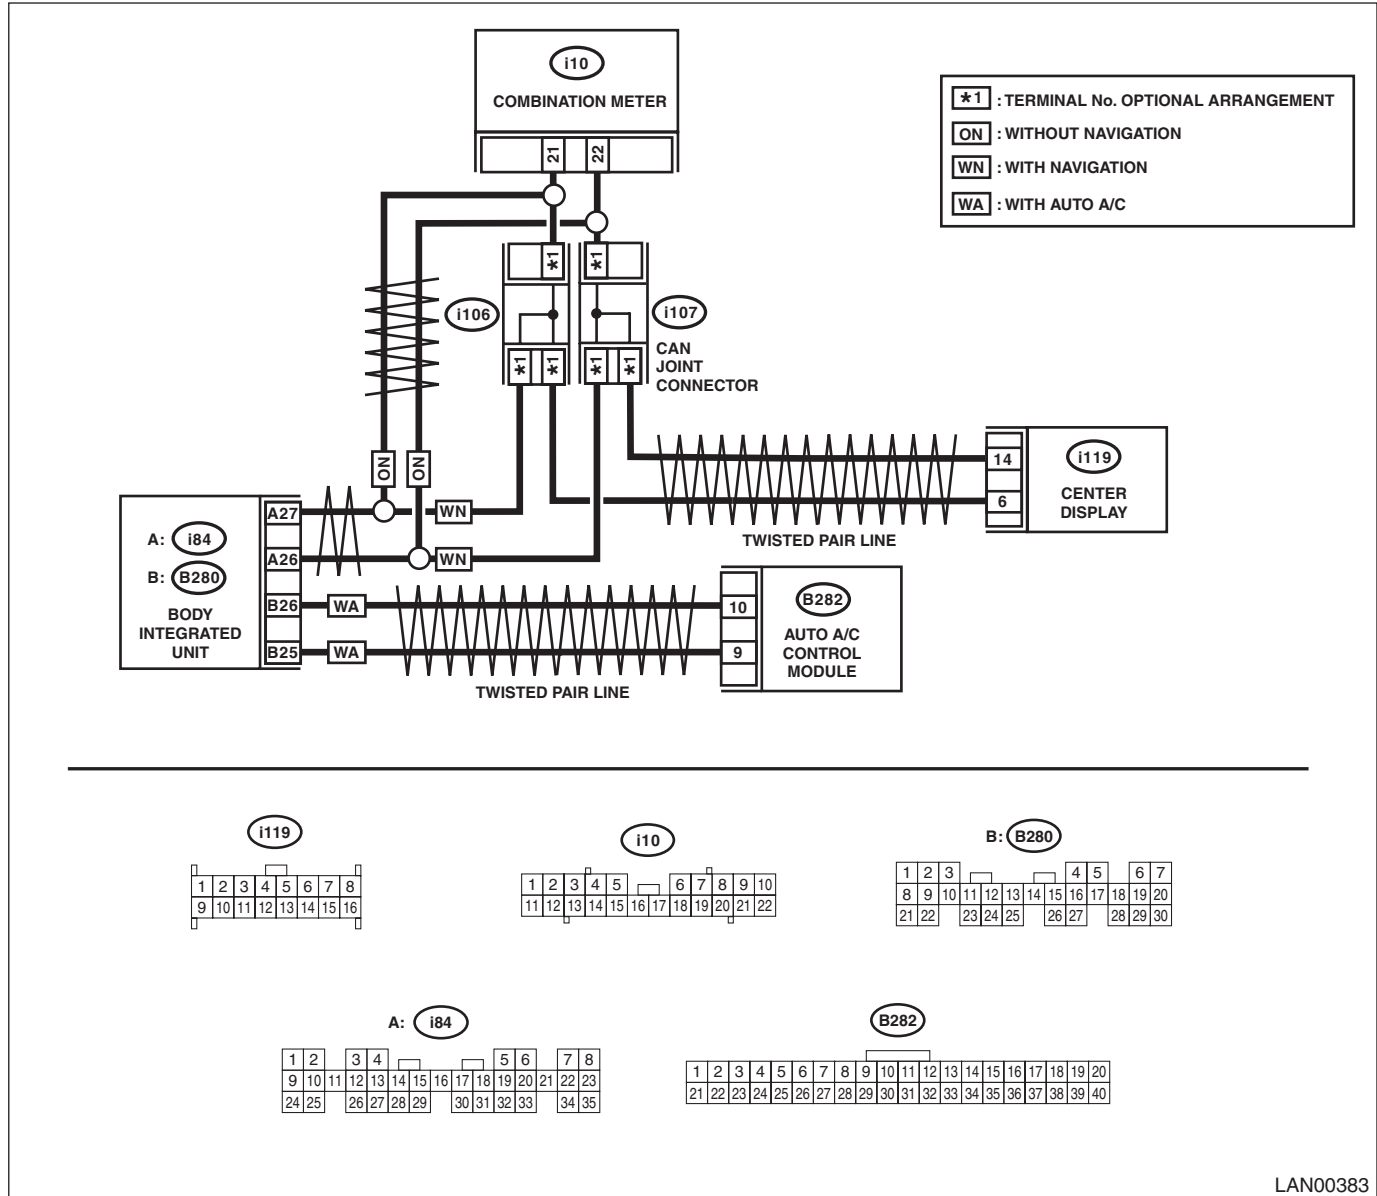 i10
COMBINATION METER
21 22
*1 : TERMINAL No. OPTIONAL ARRANGEMENT
ON : WITHOUT NAVIGATION
WN : WITH NAVIGATION
WA : WITH AUTO A/C
*1 *1
i106
i107
CAN
JOINT
CONNECTOR
*1 *1 *1 *1
ON ON
14
6
i119
CENTER
DISPLAY
TWISTED PAIR LINE
A: i84
B: B280
BODY
INTEGRATED
UNIT
A27 WN
A26 WN
B26 WA
B25 WA
10
9
B282
AUTO A/C
CONTROL
MODULE
TWISTED PAIR LINE
i119
1 2 3 4 5 6 7 8
9 10 11 12 13 14 15 16
i10
1 2 3 4 5 6 7 8 9 10
11 12 13 14 15 16 17 18 19 20 21 22
B: B280
1 2 3 4 5 6 7
8 9 10 11 12 13 14 15 16 17 18 19 20
21 22 23 24 25 26 27 28 29 30
A: i84
1 2 3 4 5 6 7 8
9 10 11 12 13 14 15 16 17 18 19 20 21 22 23
24 25 26 27 28 29 30 31 32 33 34 35
B282
1 2 3 4 5 6 7 8 9 10 11 12 13 14 15 16 17 18 19 20
21 22 23 24 25 26 27 28 29 30 31 32 33 34 35 36 37 38 39 40
LAN00383